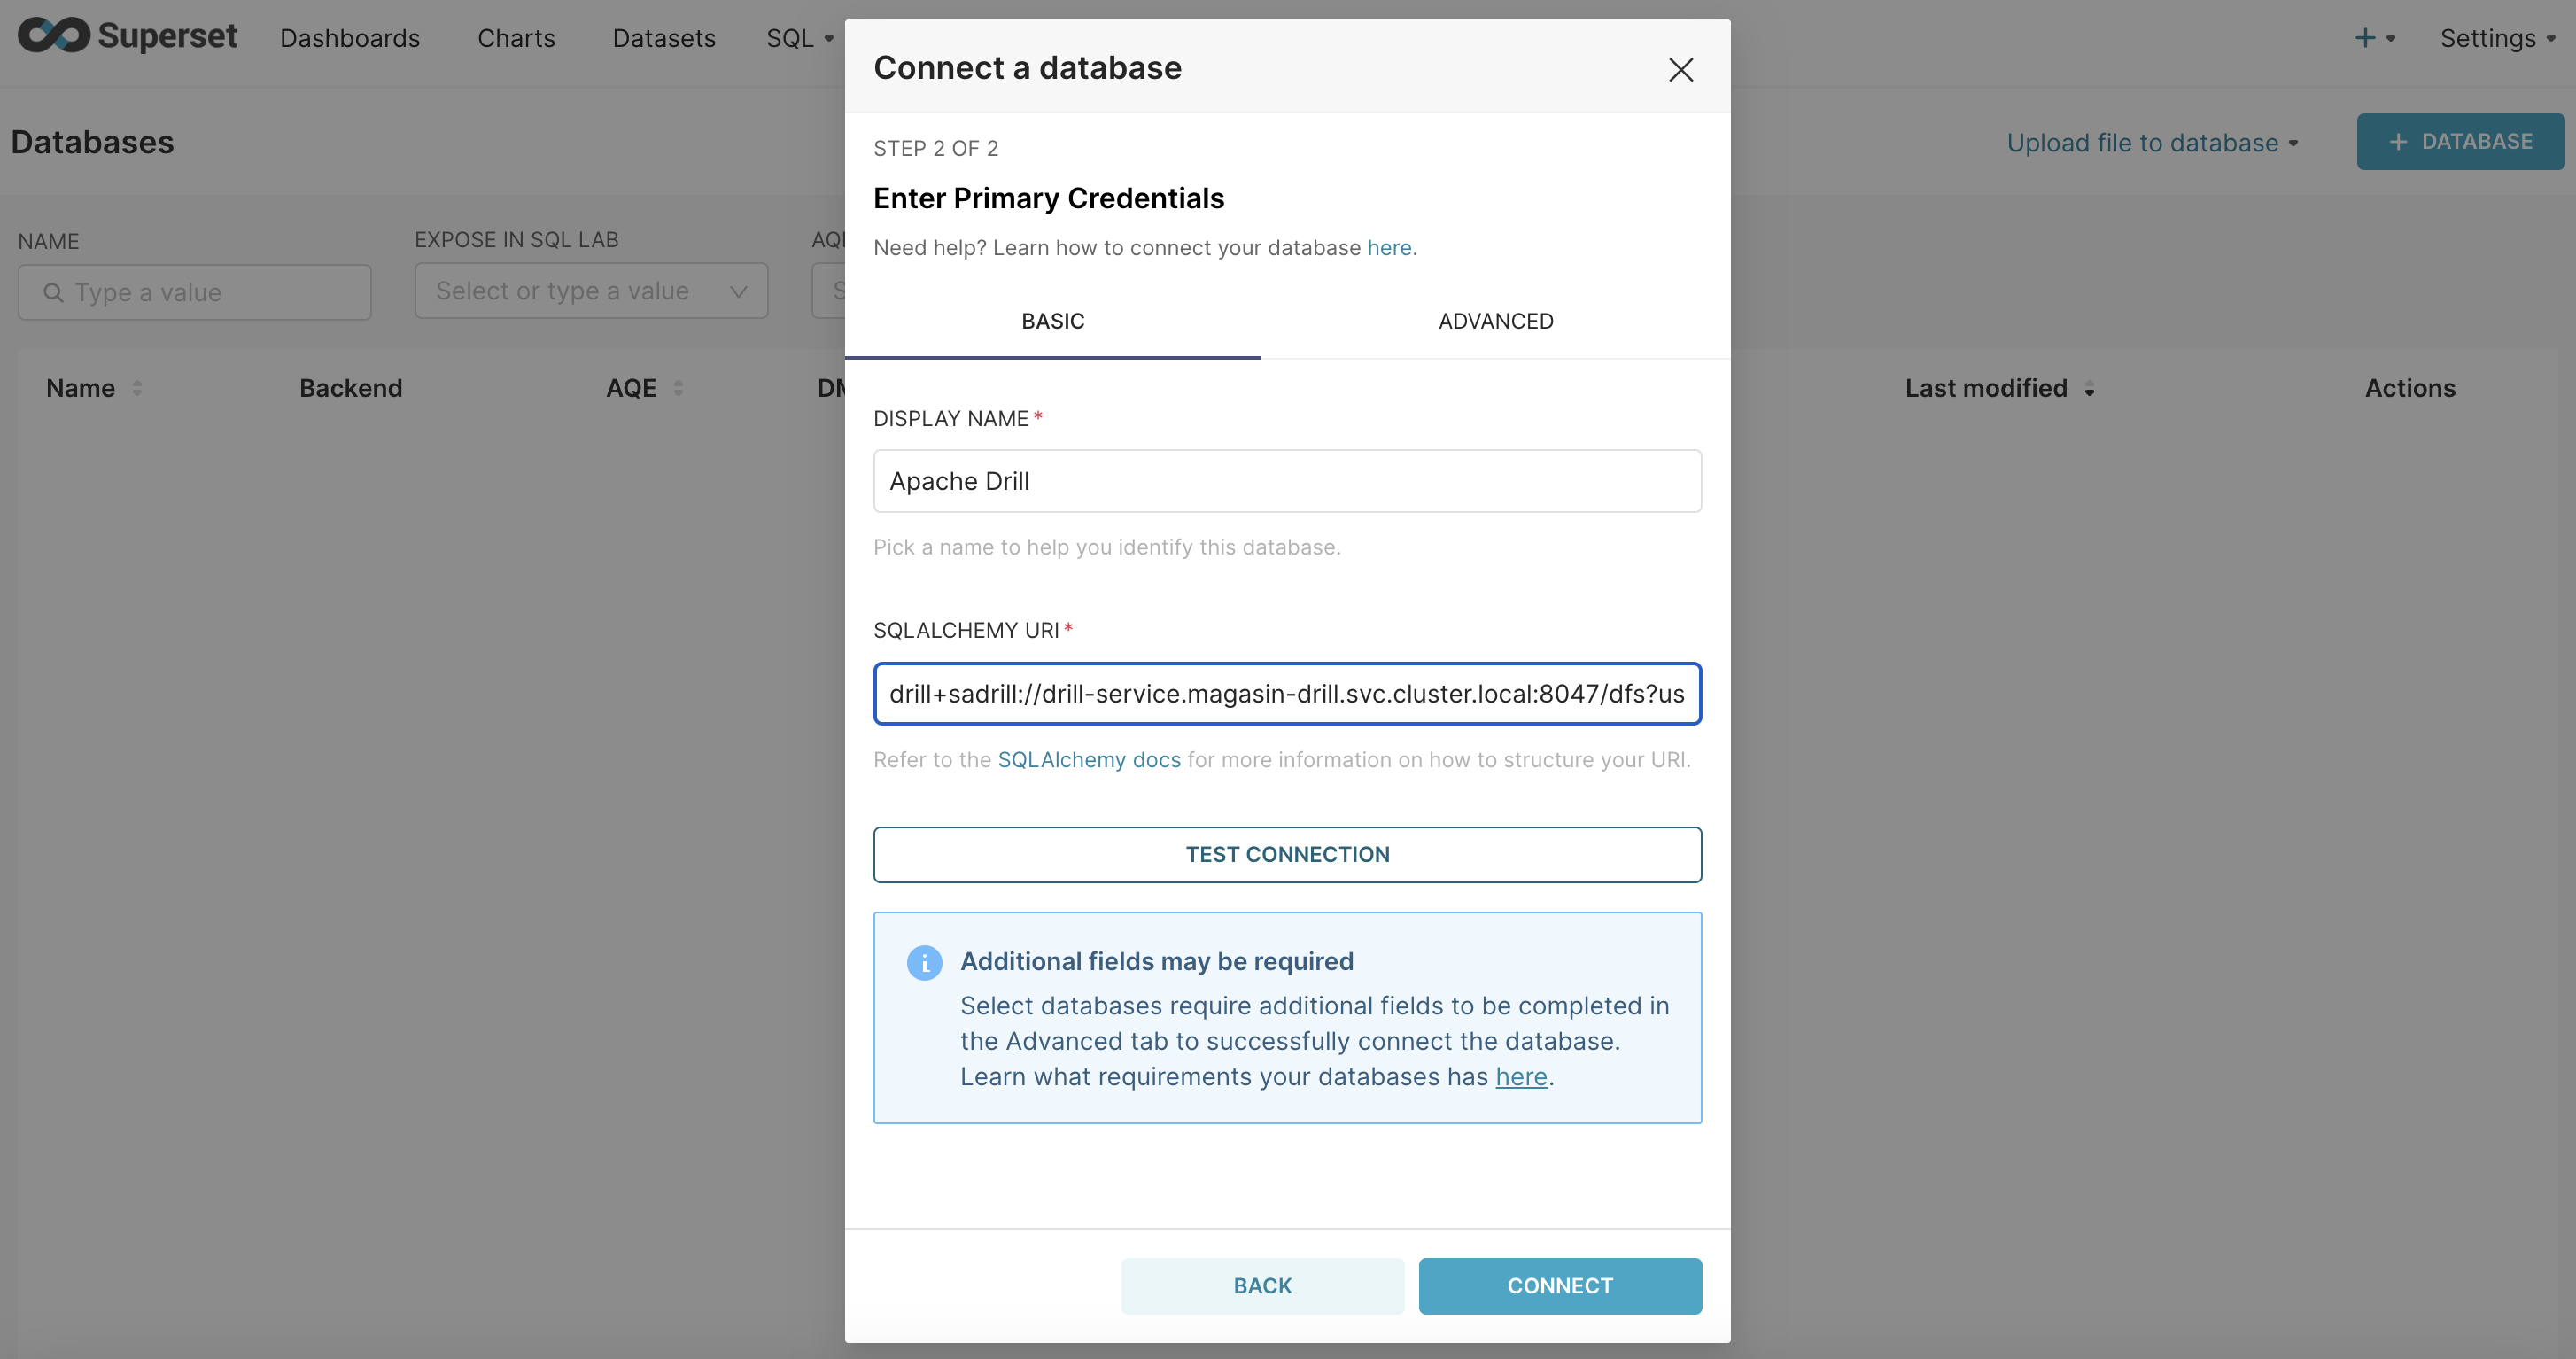 Superset Dashboards Charts Datasets SQL
+ Settings
Databases
Upload file to database
+ DATABASE
NAME
Type a value
EXPOSE IN SQL LAB
Select or type a value
Name Backend AQE
Last modified Actions
Connect a database
STEP 2 OF 2
Enter Primary Credentials
Need help? Learn how to connect your database here.
BASIC ADVANCED
DISPLAY NAME *
Apache Drill
Pick a name to help you identify this database.
SQLALCHEMY URI *
drill+sadrill://drill-service.magasin-drill.svc.cluster.local:8047/dfs?us
Refer to the SQLAlchemy docs for more information on how to structure your URI.
TEST CONNECTION
Additional fields may be required
Select databases require additional fields to be completed in
the Advanced tab to successfully connect the database.
Learn what requirements your databases has here.
BACK CONNECT